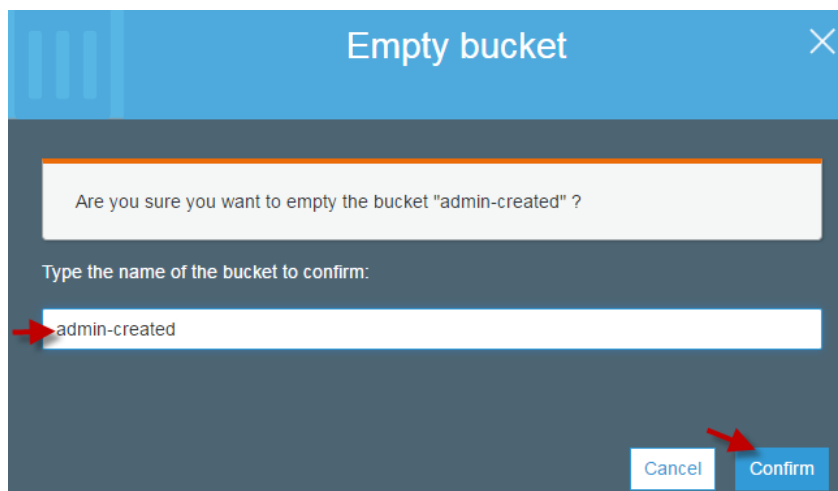 Empty bucket
Are you sure you want to empty the bucket "admin-created" ?
Type the name of the bucket to confirm:
admin-created
Cancel
Confirm